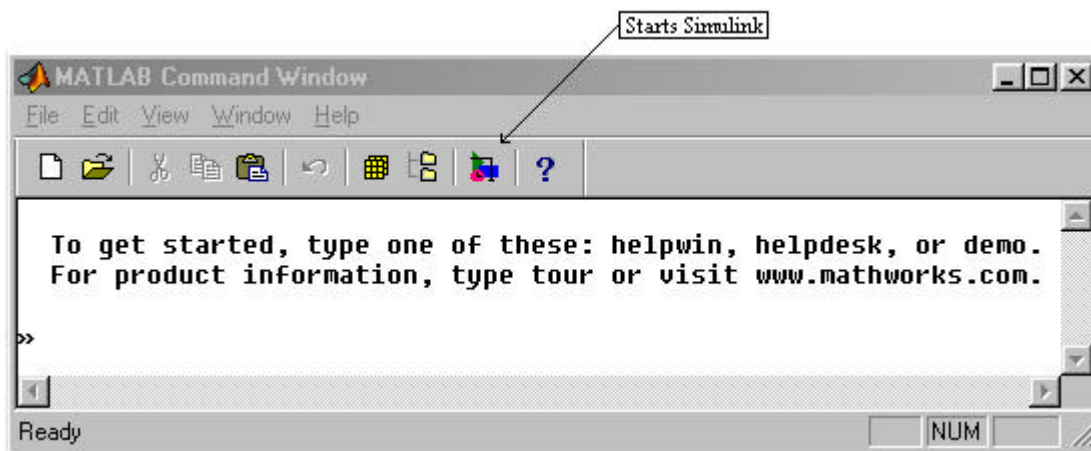 Starts Simulink
MATLAB Command Window
File Edit View Window Help
?
To get started, type one of these: helpwin, helpdesk, or demo.
For product information, type tour or visit www.mathworks.com.
»
Ready NUM